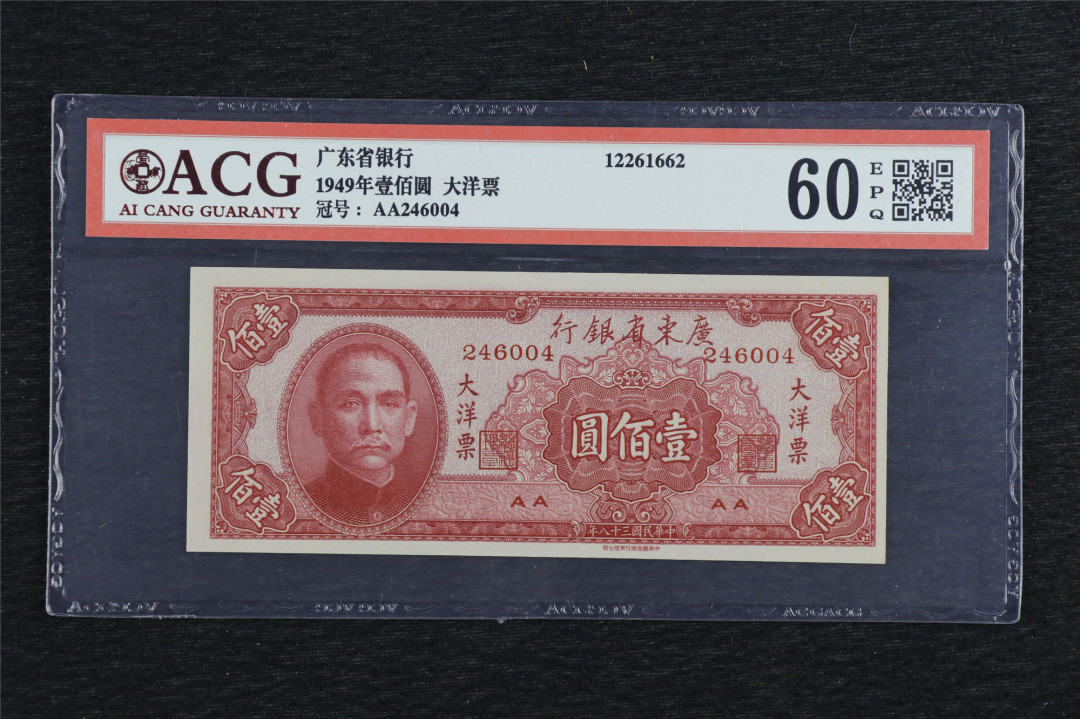 ACG
AI CANG GUARANTY
广东省银行
1949年壹佰圆 大洋票
冠号: AA246004
12261662
60
EPQ
行銀省東廣
246004
246004
佰壹
佰壹
大洋票
大洋票
圓佰壹
AA
AA
佰壹
佰壹
年八十三國民華中